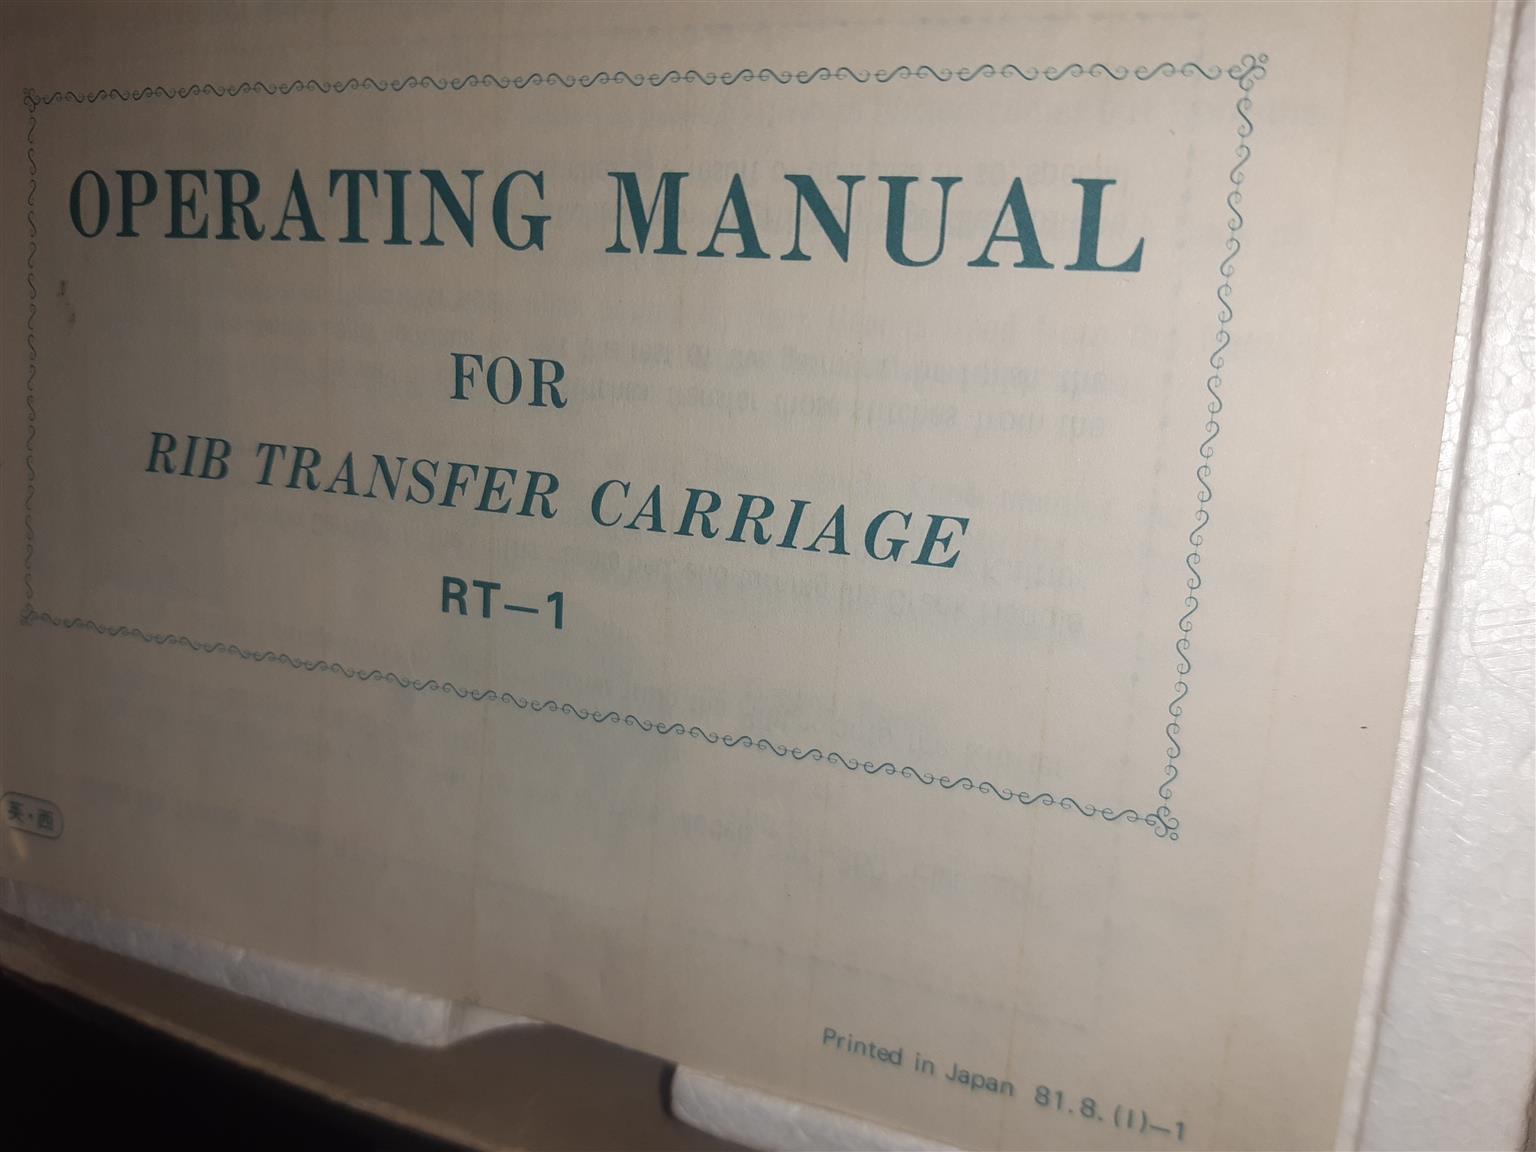 OPERATING MANUAL
FOR
RIB TRANSFER CARRIAGE
RT-1
英・西
Printed in Japan 81.8.(I)-1